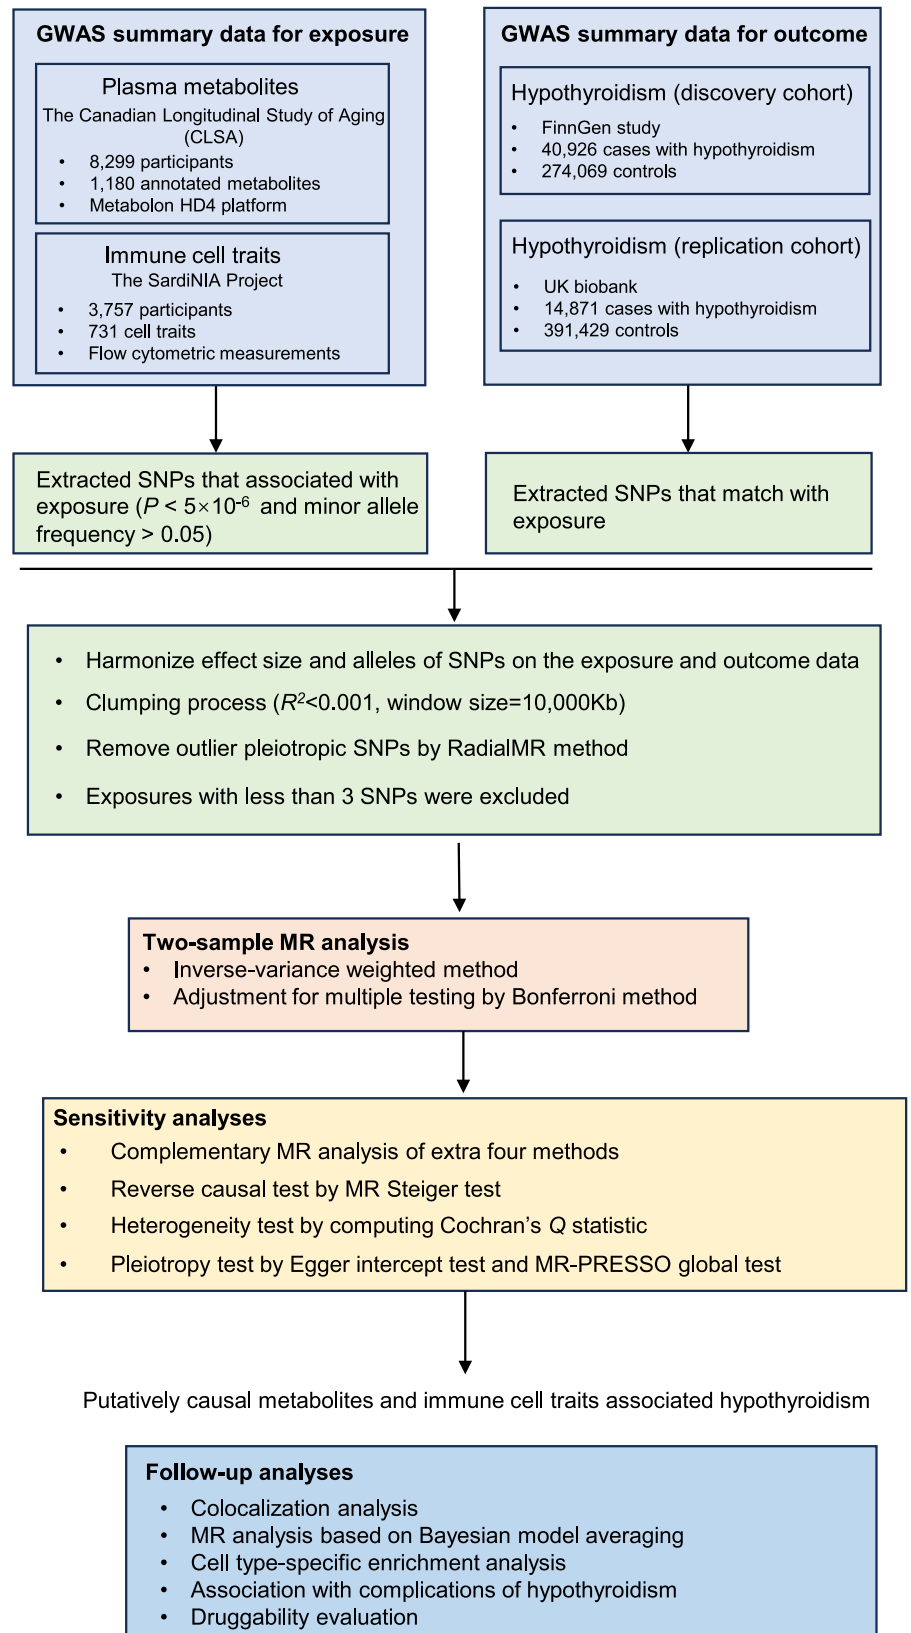 GWAS summary data for exposure
Plasma metabolites
The Canadian Longitudinal Study of Aging
(CLSA)
• 8,299 participants
• 1,180 annotated metabolites
• Metabolon HD4 platform
Immune cell traits
The SardiNIA Project
• 3,757 participants
• 731 cell traits
• Flow cytometric measurements
GWAS summary data for outcome
Hypothyroidism (discovery cohort)
• FinnGen study
• 40,926 cases with hypothyroidism
• 274,069 controls
Hypothyroidism (replication cohort)
• UK biobank
• 14,871 cases with hypothyroidism
• 391,429 controls
Extracted SNPs that associated with
exposure (P < 5×10⁻⁶ and minor allele
frequency > 0.05)
Extracted SNPs that match with
exposure
• Harmonize effect size and alleles of SNPs on the exposure and outcome data
• Clumping process (R²<0.001, window size=10,000Kb)
• Remove outlier pleiotropic SNPs by RadialMR method
• Exposures with less than 3 SNPs were excluded
Two-sample MR analysis
• Inverse-variance weighted method
• Adjustment for multiple testing by Bonferroni method
Sensitivity analyses
• Complementary MR analysis of extra four methods
• Reverse causal test by MR Steiger test
• Heterogeneity test by computing Cochran's Q statistic
• Pleiotropy test by Egger intercept test and MR-PRESSO global test
Putatively causal metabolites and immune cell traits associated hypothyroidism
Follow-up analyses
• Colocalization analysis
• MR analysis based on Bayesian model averaging
• Cell type-specific enrichment analysis
• Association with complications of hypothyroidism
• Druggability evaluation